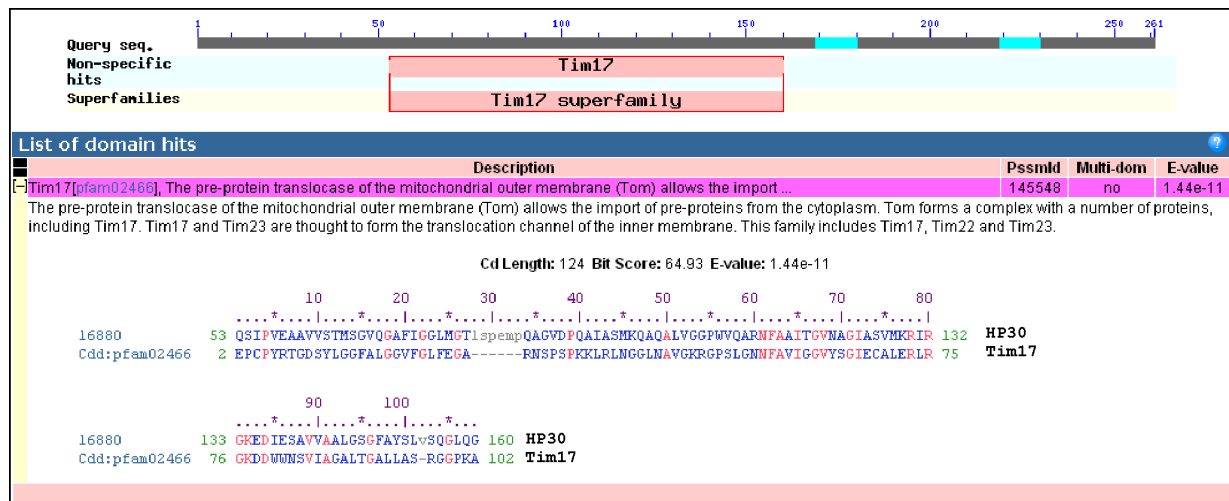 1 50 100 150 200 250 261
Query seq.
Non-specific hits
Tim17
Superfamilies
Tim17 superfamily
List of domain hits
?
Description PssmId Multi-dom E-value
[-]Tim17[pfam02466], The pre-protein translocase of the mitochondrial outer membrane (Tom) allows the import ... 145548 no 1.44e-11
The pre-protein translocase of the mitochondrial outer membrane (Tom) allows the import of pre-proteins from the cytoplasm. Tom forms a complex with a number of proteins,
including Tim17. Tim17 and Tim23 are thought to form the translocation channel of the inner membrane. This family includes Tim17, Tim22 and Tim23.
Cd Length: 124 Bit Score: 64.93 E-value: 1.44e-11
10 20 30 40 50 60 70 80
....*....|....*....|....*....|....*....|....*....|....*....|....*....|....*....|
16880 53 QSIPVEAAVVSTMSGVQGAFIGGLMGTlspempQAGVDPQAIASMKQAQALVGGPWVQARNFAAITGVNAGIASVMKRIR 132 HP30
Cdd:pfam02466 2 EPCPYRTGDSYLGGFALGGVFGLFEGA------RNSPSPKKLRLNGGLNAVGKRGPSLGNNFAVIGGVYSGIECALERLR 75 Tim17
90 100
....*....|....*....|....*...
16880 133 GKEDIESAVVAALGSGFAYSLvSQGLQG 160 HP30
Cdd:pfam02466 76 GKDDWWNSVIAGALTGALLAS-RGGPKA 102 Tim17